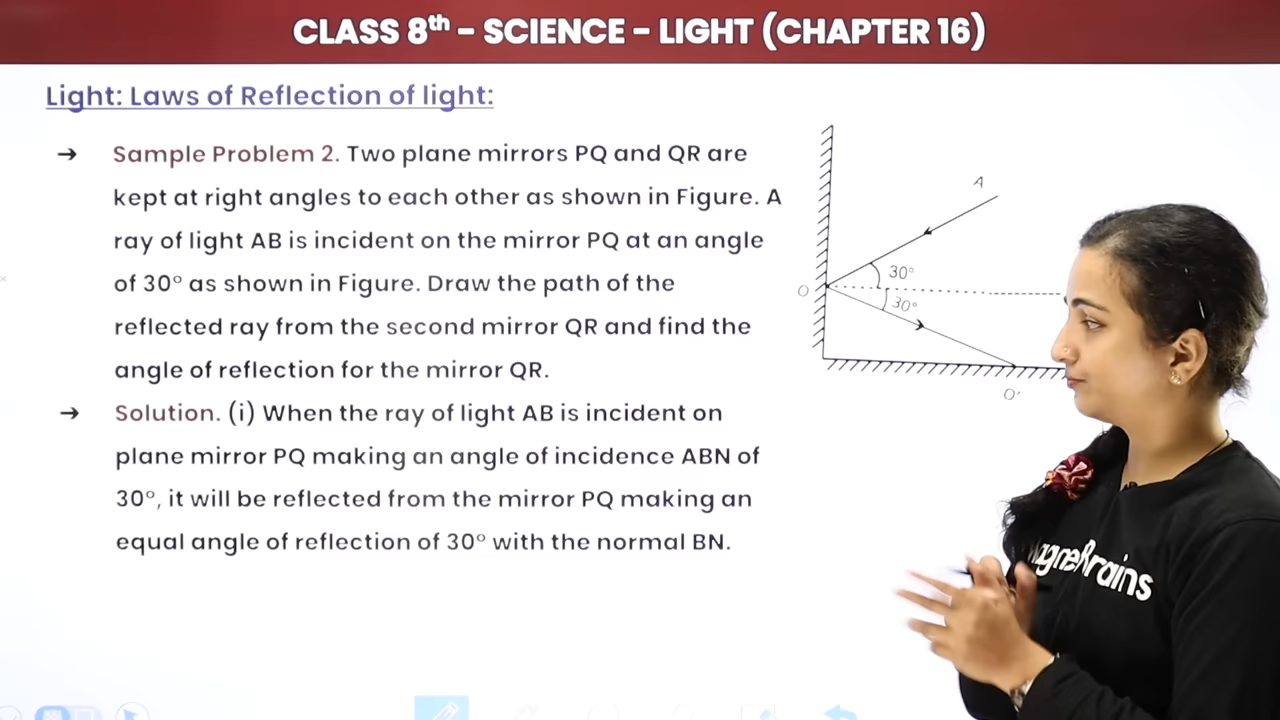 CLASS 8th – SCIENCE – LIGHT (CHAPTER 16)
Light: Laws of Reflection of light:
→ Sample Problem 2. Two plane mirrors PQ and QR are
kept at right angles to each other as shown in Figure. A
ray of light AB is incident on the mirror PQ at an angle
of 30° as shown in Figure. Draw the path of the
reflected ray from the second mirror QR and find the
angle of reflection for the mirror QR.
→ Solution. (i) When the ray of light AB is incident on
plane mirror PQ making an angle of incidence ABN of
30°, it will be reflected from the mirror PQ making an
equal angle of reflection of 30° with the normal BN.
A
30°
O
30°
O'
MagnetBrains